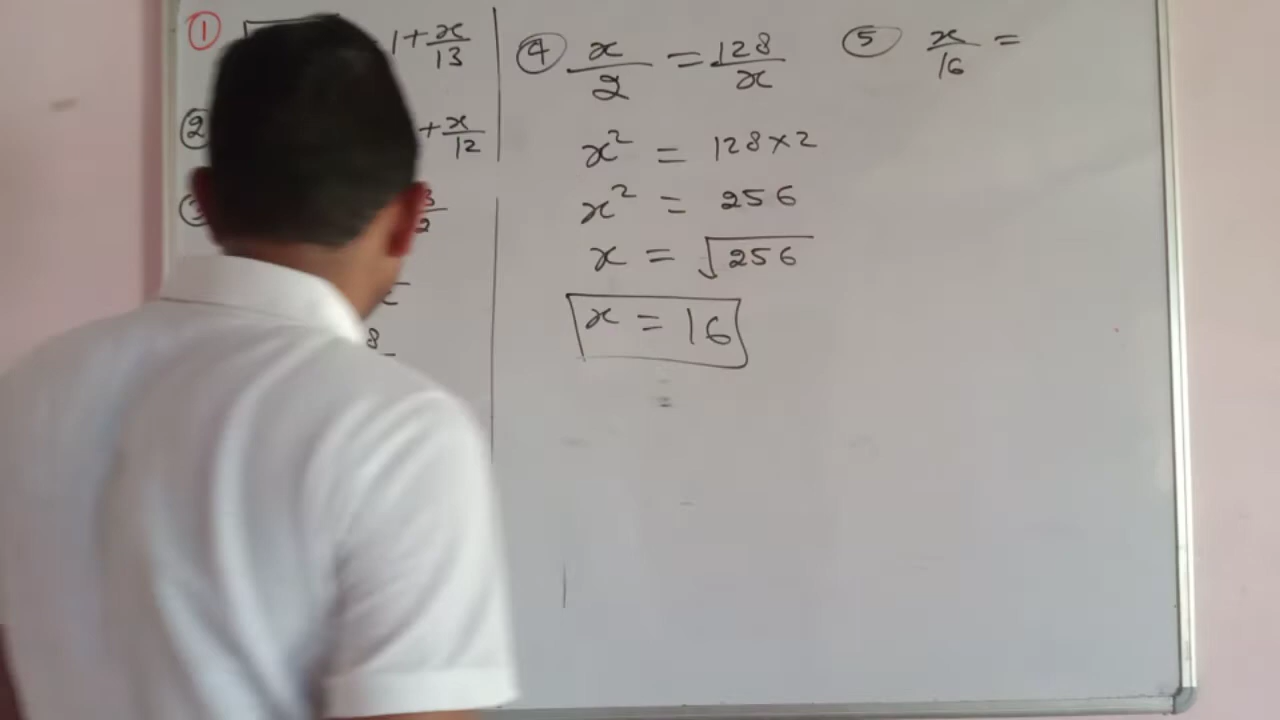 ① 1+x/13
② +x/12
③ 3/2
8
④ x/2 = 128/x
x² = 128×2
x² = 256
x = √256
x = 16
=
⑤ x/16 =